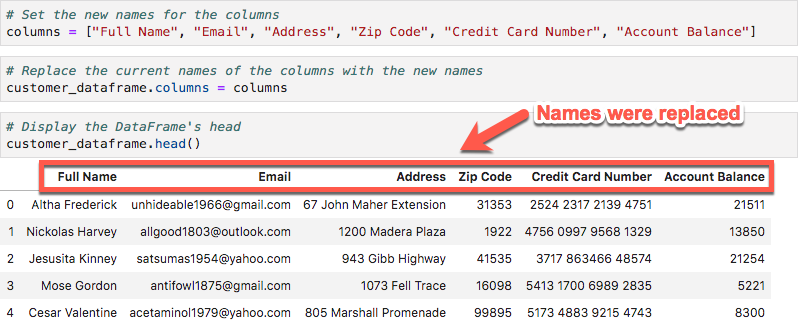 # Set the new names for the columns
columns = ["Full Name", "Email", "Address", "Zip Code", "Credit Card Number", "Account Balance"]
# Replace the current names of the columns with the new names
customer_dataframe.columns = columns
Names were replaced
# Display the DataFrame's head
customer_dataframe.head()
Full Name Email Address Zip Code Credit Card Number Account Balance
0 Altha Frederick unhideable1966@gmail.com 67 John Maher Extension 31353 2524 2317 2139 4751 21511
1 Nickolas Harvey allgood1803@outlook.com 1200 Madera Plaza 1922 4756 0997 9568 1329 13850
2 Jesusita Kinney satsumas1954@yahoo.com 943 Gibb Highway 41535 3717 863466 48574 21254
3 Mose Gordon antifowl1875@gmail.com 1073 Fell Trace 16098 5413 1700 6989 2835 5221
4 Cesar Valentine acetaminol1979@yahoo.com 805 Marshall Promenade 99895 5173 4883 9215 4743 8300